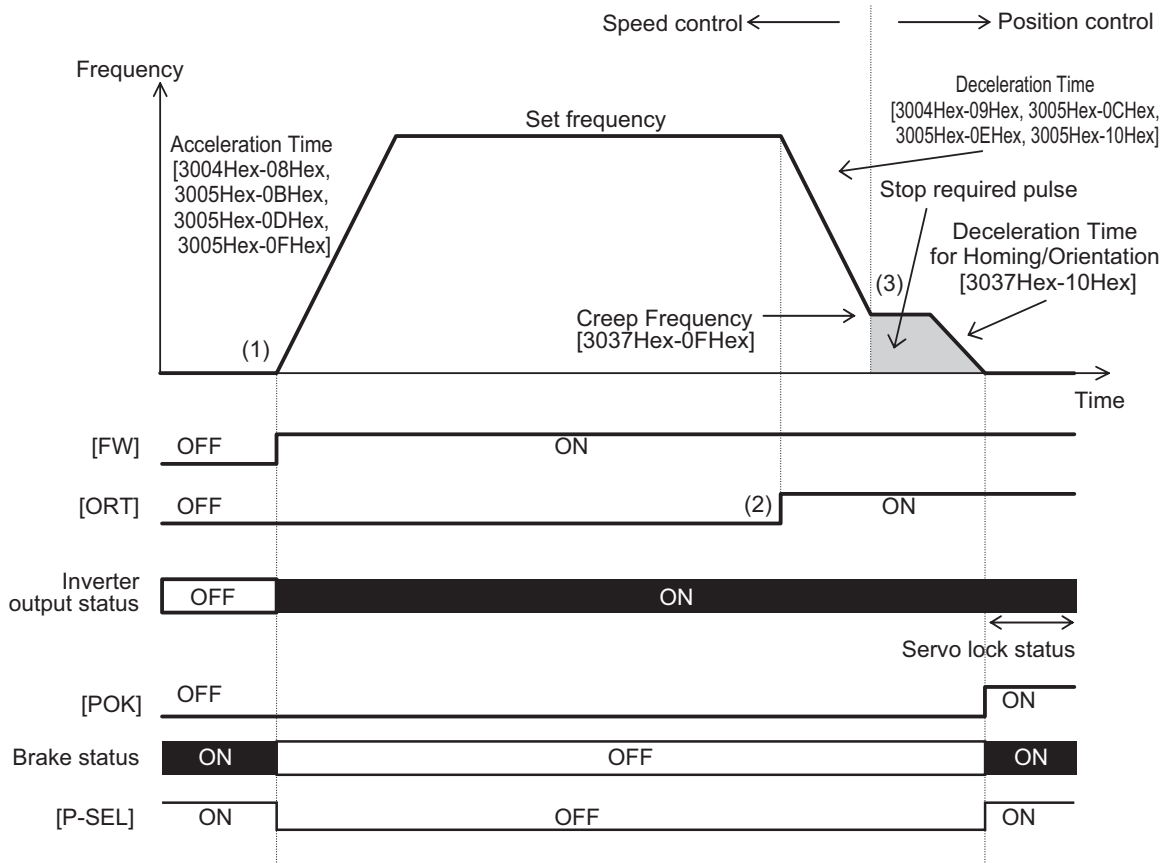 Speed control
Position control
Frequency
Deceleration Time
[3004Hex-09Hex, 3005Hex-0CHex,
3005Hex-0EHex, 3005Hex-10Hex]
Set frequency
Acceleration Time
[3004Hex-08Hex,
3005Hex-0BHex,
3005Hex-0DHex,
3005Hex-0FHex]
Stop required pulse
Deceleration Time
for Homing/Orientation
[3037Hex-10Hex]
(3)
Creep Frequency
[3037Hex-0FHex]
(1)
Time
[FW] OFF ON
[ORT] OFF (2) ON
Inverter
output status OFF ON
Servo lock status
[POK] OFF ON
Brake status ON OFF ON
[P-SEL] ON OFF ON